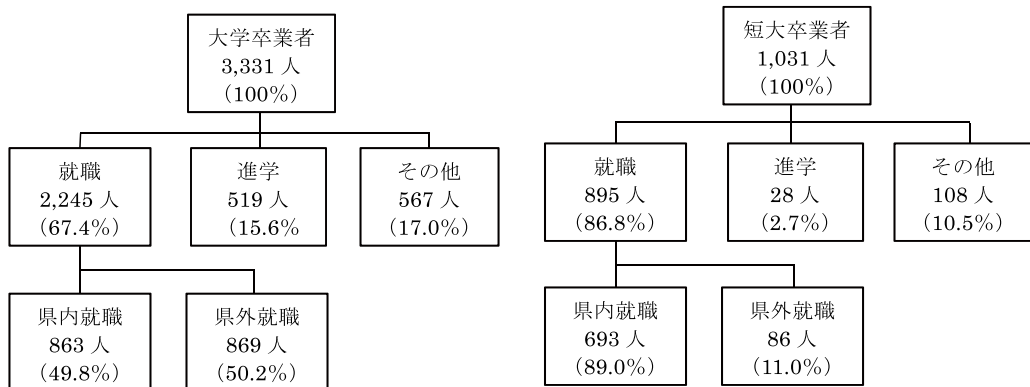 大学卒業者
3,331 人
（100%）
就職
2,245 人
(67.4%)
進学
519 人
(15.6%
その他
567 人
(17.0%)
県内就職
863 人
(49.8%)
県外就職
869 人
(50.2%)
短大卒業者
1,031 人
（100%）
就職
895 人
(86.8%)
進学
28 人
(2.7%)
その他
108 人
(10.5%)
県内就職
693 人
(89.0%)
県外就職
86 人
(11.0%)